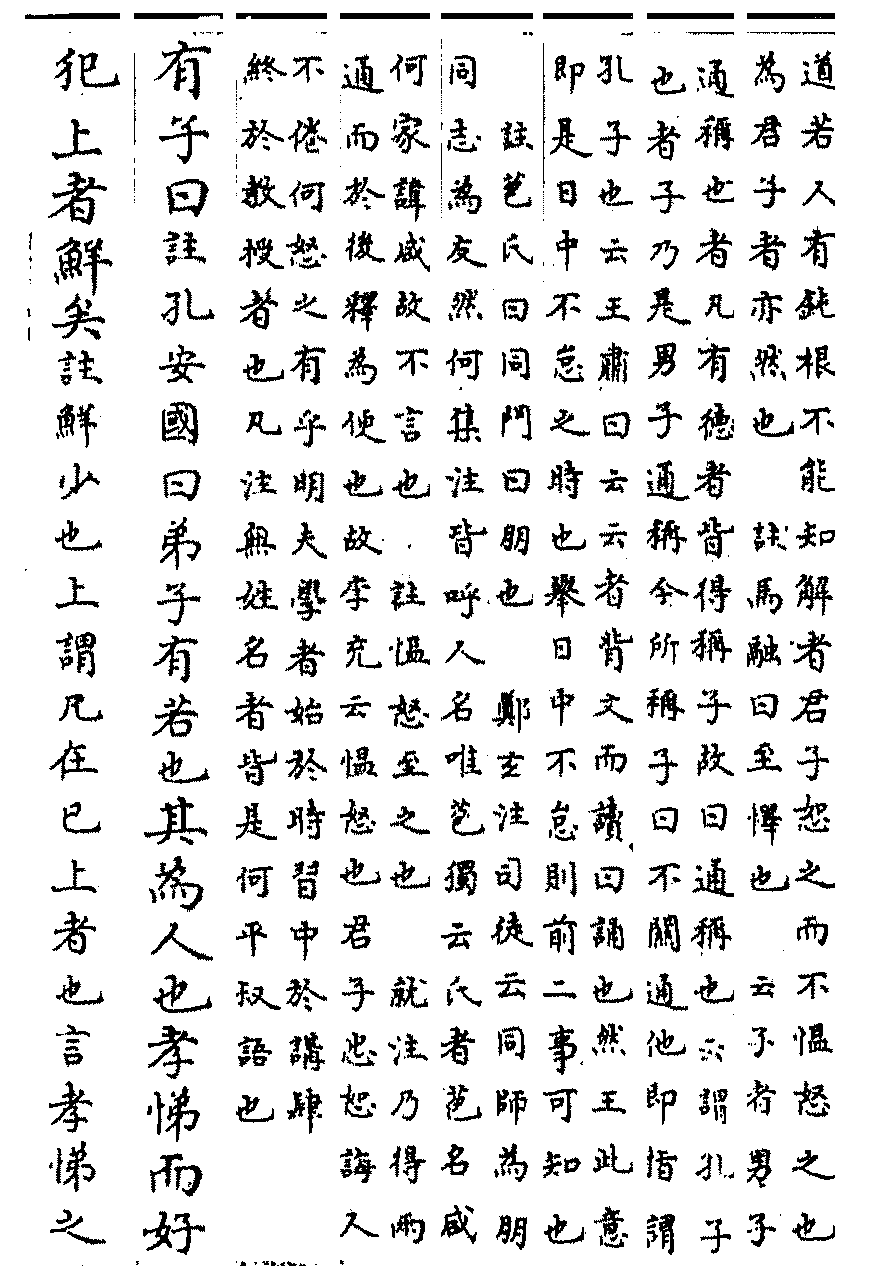 道若人有鈍根不能知解者君子恕之而不愠怒之也
為君子者亦然也　註馬融曰至懌也　云子者男子
通稱也者凡有德者皆得稱子故曰通稱也云謂孔子
也者子乃是男子通稱今所稱子曰不關通他即指謂
孔子也云王肅曰云云者背文而讀曰誦也然王此意
即是日中不怠之時也舉日中不怠則前二事可知也
註苞氏曰同門曰朋也　鄭玄注司徒云同師為朋
同志為友然何集注皆呼人名唯苞獨云氏者苞名咸
何家諱咸故不言也　註愠怒至之也　就注乃得兩
通而於後釋為便也故李充云愠怒也君子忠恕誨人
不倦何怒之有乎明夫學者始於時習中於講肆
終於教授者也凡注無姓名者皆是何平叔語也
有子曰註孔安國曰弟子有若也其為人也孝悌而好
犯上者鮮矣註鮮少也上謂凡在已上者也言孝悌之